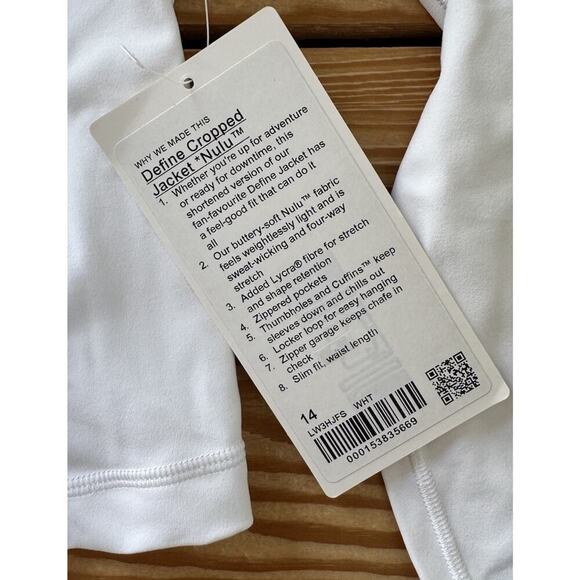 WHY WE MADE THIS
Define Cropped
Jacket *Nulu™
1. Whether you're up for adventure
or ready for downtime, this
shortened version of our
fan-favourite Define Jacket has
a feel-good fit that can do it
all
2. Our buttery-soft Nulu™ fabric
feels weightlessly light and is
sweat-wicking and four-way
stretch
3. Added Lycra® fibre for stretch
and shape retention
4. Zippered pockets
5. Thumbholes and Cuffins™ keep
sleeves down and chills out
6. Locker loop for easy hanging
7. Zipper garage keeps chafe in
check
8. Slim fit, waist length
14
LW3HJFS WHT
000153835669